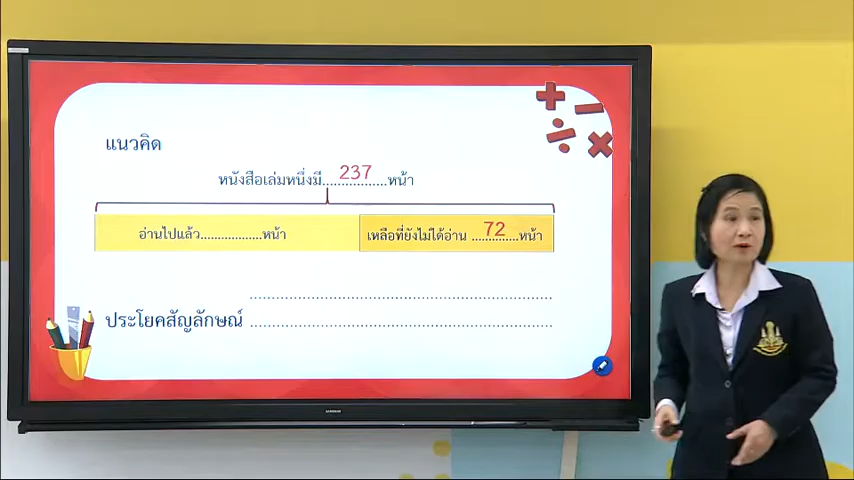 แนวคิด
หนังสือเล่มหนึ่งมี....237....หน้า
อ่านไปแล้ว..................หน้า
เหลือที่ยังไม่ได้อ่าน ...72...หน้า
ประโยคสัญลักษณ์
SAMSUNG